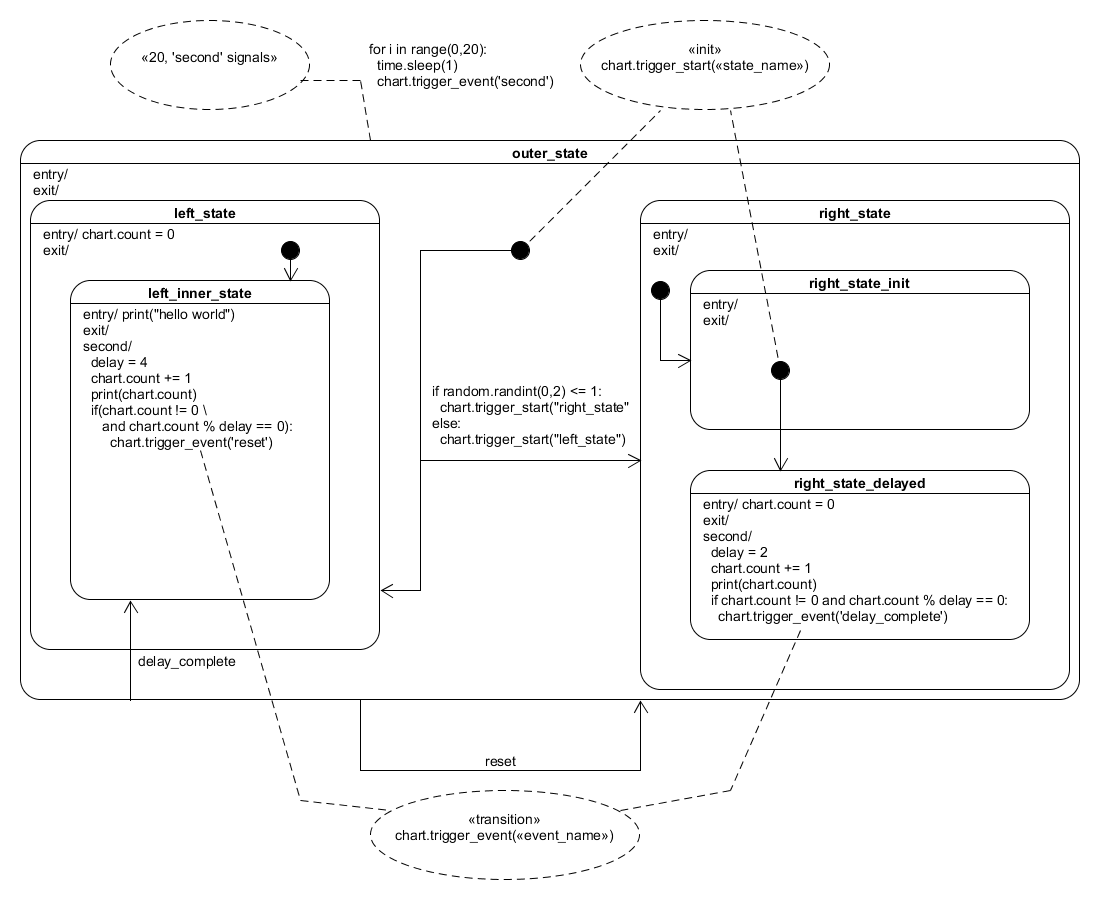 «20, 'second' signals»
for i in range(0,20):
time.sleep(1)
chart.trigger_event('second')
«init»
chart.trigger_start(«state_name»)
outer_state
entry/
exit/
left_state
entry/ chart.count = 0
exit/
left_inner_state
entry/ print("hello world")
exit/
second/
delay = 4
chart.count += 1
print(chart.count)
if(chart.count != 0 \
and chart.count % delay == 0):
chart.trigger_event('reset')
if random.randint(0,2) <= 1:
chart.trigger_start("right_state"
else:
chart.trigger_start("left_state")
right_state
entry/
exit/
right_state_init
entry/
exit/
right_state_delayed
entry/ chart.count = 0
exit/
second/
delay = 2
chart.count += 1
print(chart.count)
if chart.count != 0 and chart.count % delay == 0:
chart.trigger_event('delay_complete')
delay_complete
reset
«transition»
chart.trigger_event(«event_name»)